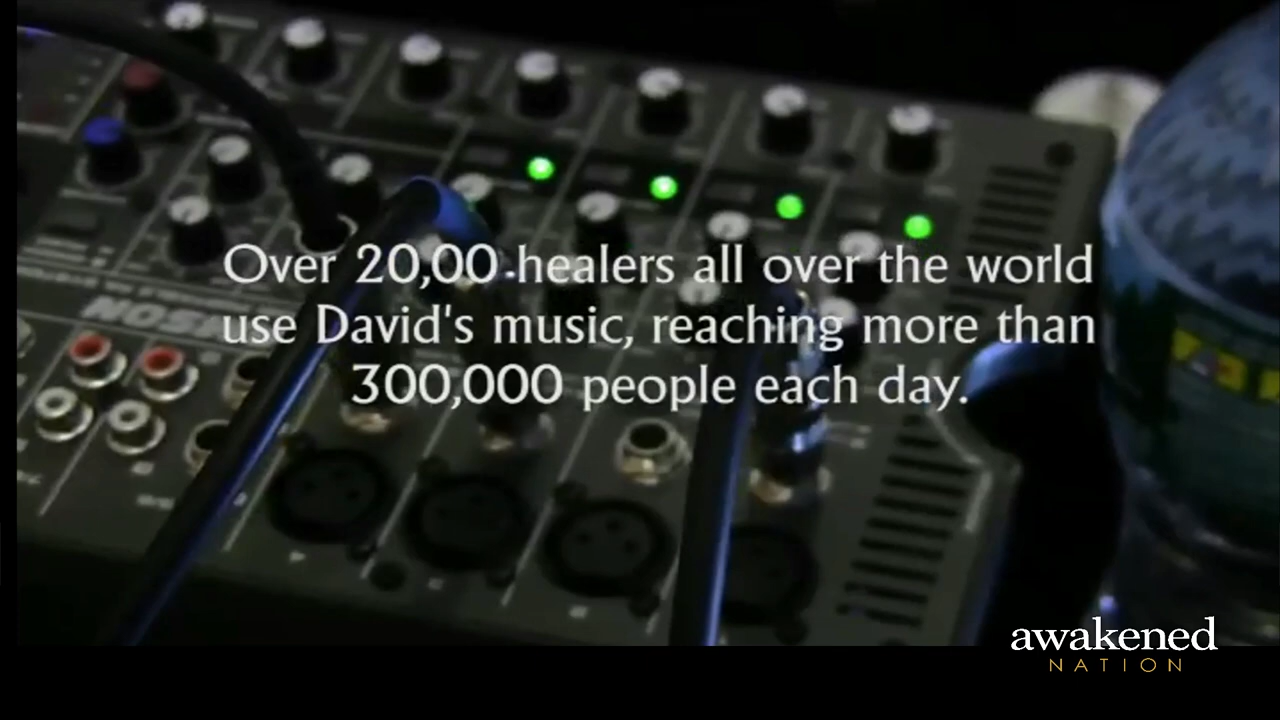 Over 20,00 healers all over the world
use David's music, reaching more than
300,000 people each day.
awakened
NATION